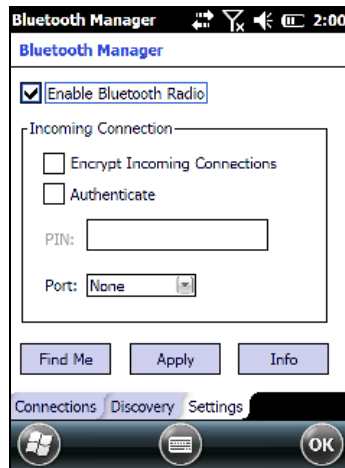 Bluetooth Manager 2:00
Bluetooth Manager
Enable Bluetooth Radio
Incoming Connection
Encrypt Incoming Connections
Authenticate
PIN:
Port: None
Find Me Apply Info
Connections Discovery Settings
OK